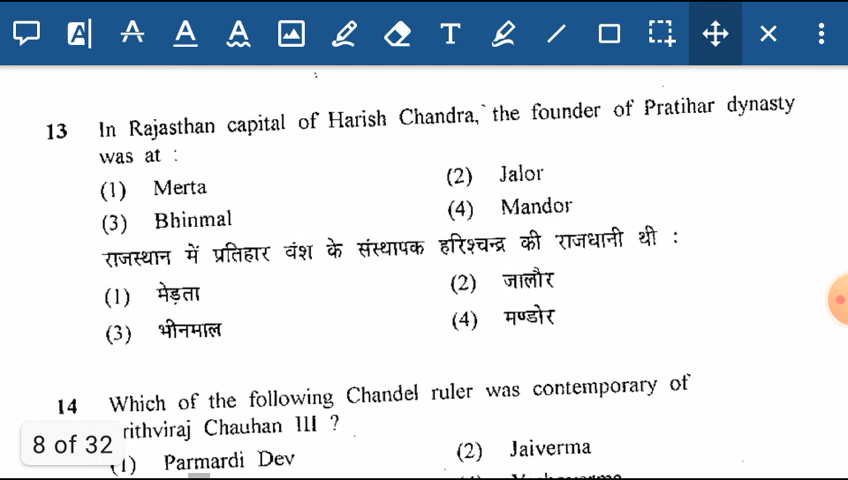 13 In Rajasthan capital of Harish Chandra, the founder of Pratihar dynasty
was at :
(1) Merta (2) Jalor
(3) Bhinmal (4) Mandor
राजस्थान में प्रतिहार वंश के संस्थापक हरिश्चन्द्र की राजधानी थी :
(1) मेड़ता (2) जालौर
(3) भीनमाल (4) मण्डोर
14 Which of the following Chandel ruler was contemporary of
rithviraj Chauhan III ?
8 of 32
(1) Parmardi Dev (2) Jaiverma